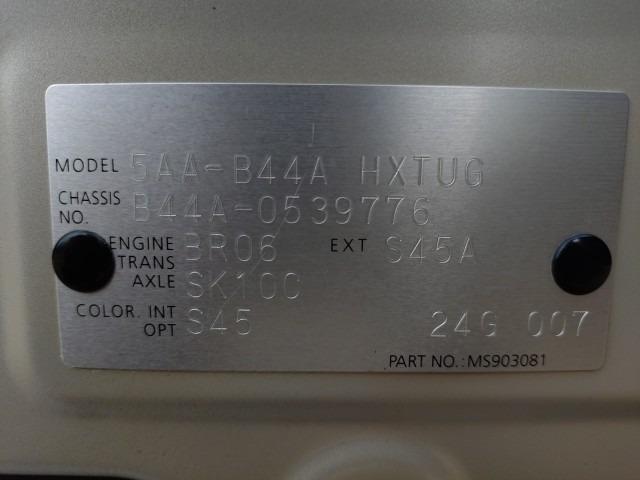 MODEL 5AA-B44A HXTUG
CHASSIS NO. B44A-0539776
ENGINE BR06 EXT S45A
TRANS AXLE SK10C
COLOR. INT OPT S45 24G 007
PART NO.:MS903081